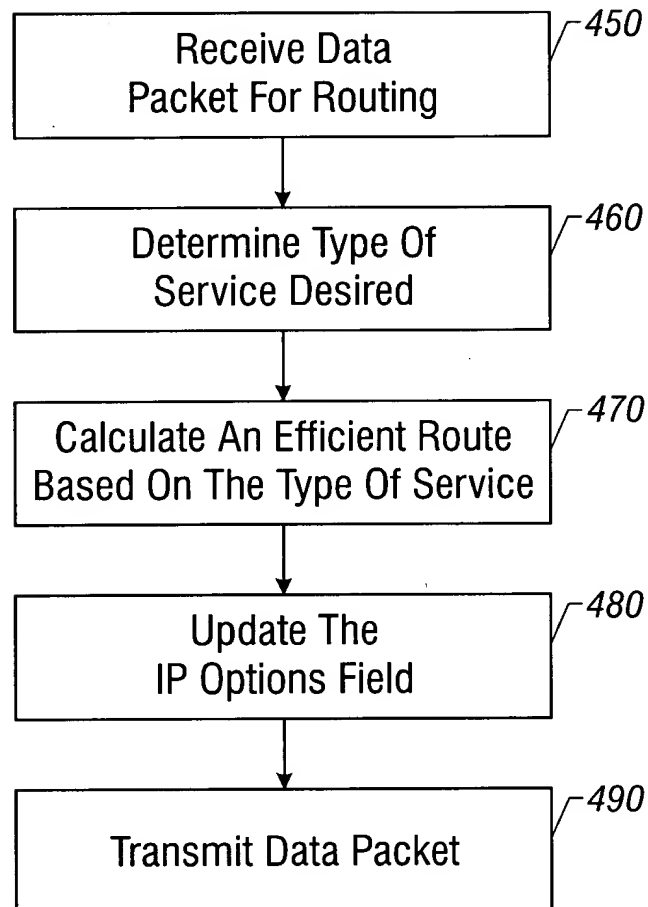 450
Receive Data
Packet For Routing
460
Determine Type Of
Service Desired
470
Calculate An Efficient Route
Based On The Type Of Service
480
Update The
IP Options Field
490
Transmit Data Packet